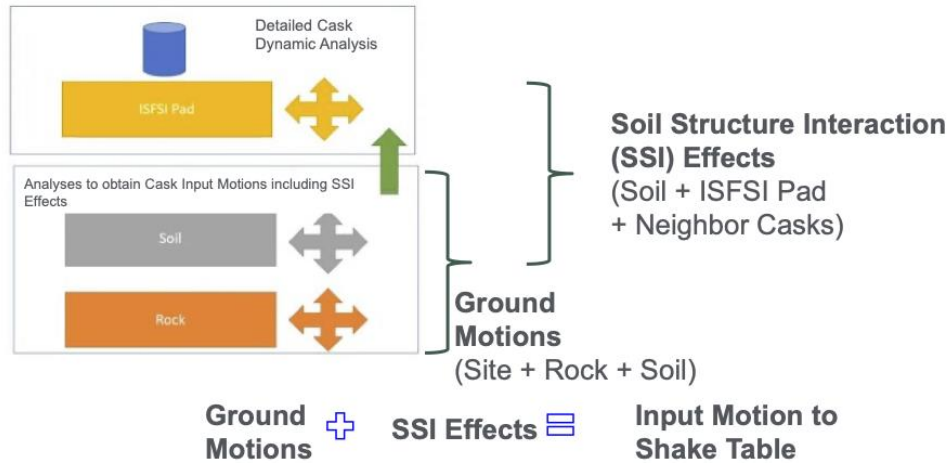 Detailed Cask
Dynamic Analysis
ISFSI Pad
Analyses to obtain Cask Input Motions including SSI
Effects
Soil
Rock
Soil Structure Interaction
(SSI) Effects
(Soil + ISFSI Pad
+ Neighbor Casks)
Ground
Motions
(Site + Rock + Soil)
Ground
Motions
SSI Effects
Input Motion to
Shake Table